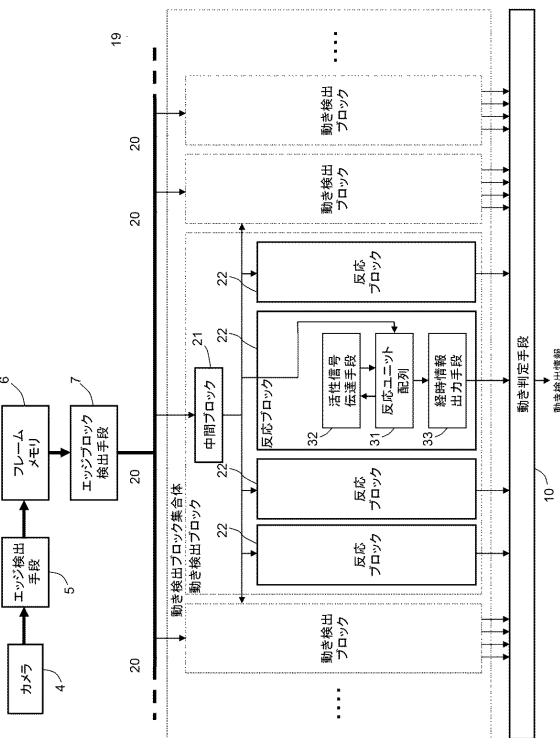 カメラ
4
エッジ検出
手段
5
フレーム
メモリ
6
エッジブロック
検出手段
7
19
20
20
20
20
動き検出ブロック集合体
動き検出ブロック
中間ブロック
21
動き検出
ブロック
反応
ブロック
22
反応
ブロック
22
反応ブロック
22
活性信号
伝達手段
32
反応ユニット
配列
31
経時情報
出力手段
33
反応
ブロック
22
動き検出
ブロック
動き検出
ブロック
動き判定手段
10
動き検出情報